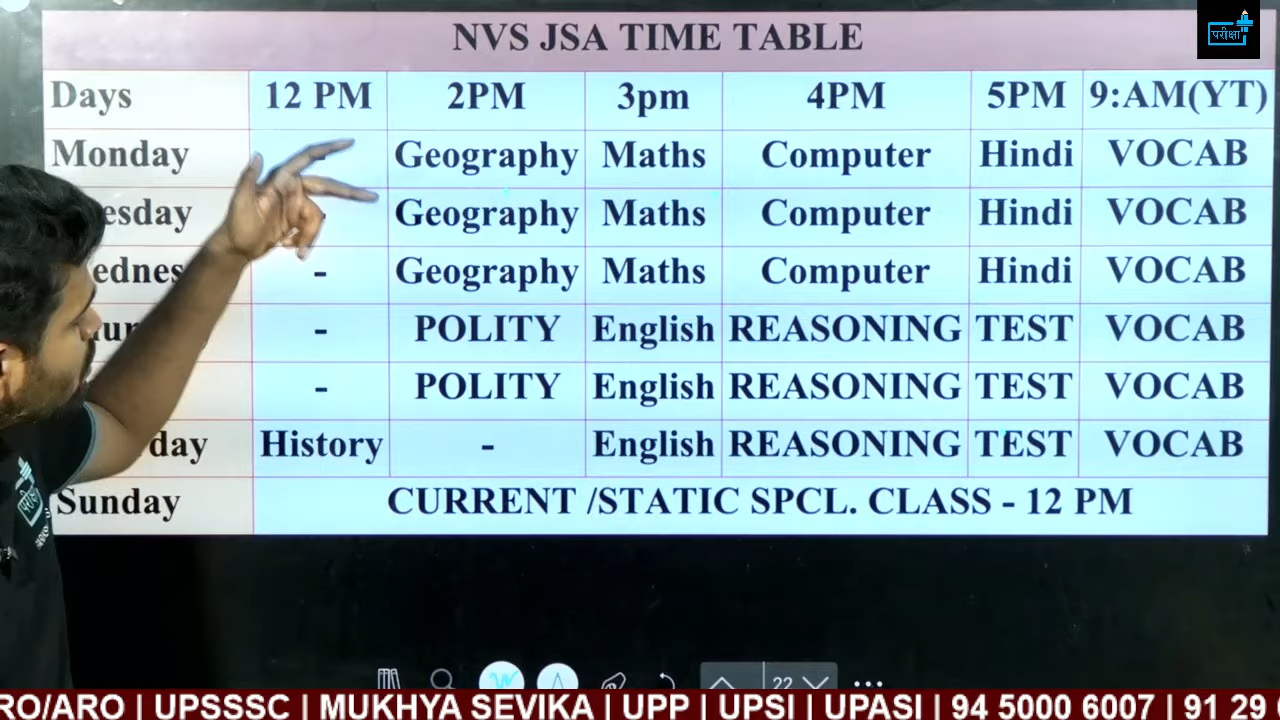 NVS JSA TIME TABLE
परीक्षा
Days 12 PM 2PM 3pm 4PM 5PM 9:AM(YT)
Monday Geography Maths Computer Hindi VOCAB
esday Geography Maths Computer Hindi VOCAB
ednes - Geography Maths Computer Hindi VOCAB
- POLITY English REASONING TEST VOCAB
- POLITY English REASONING TEST VOCAB
day History - English REASONING TEST VOCAB
Sunday CURRENT /STATIC SPCL. CLASS - 12 PM
22
RO/ARO | UPSSSC | MUKHYA SEVIKA | UPP | UPSI | UPASI | 94 5000 6007 | 91 29